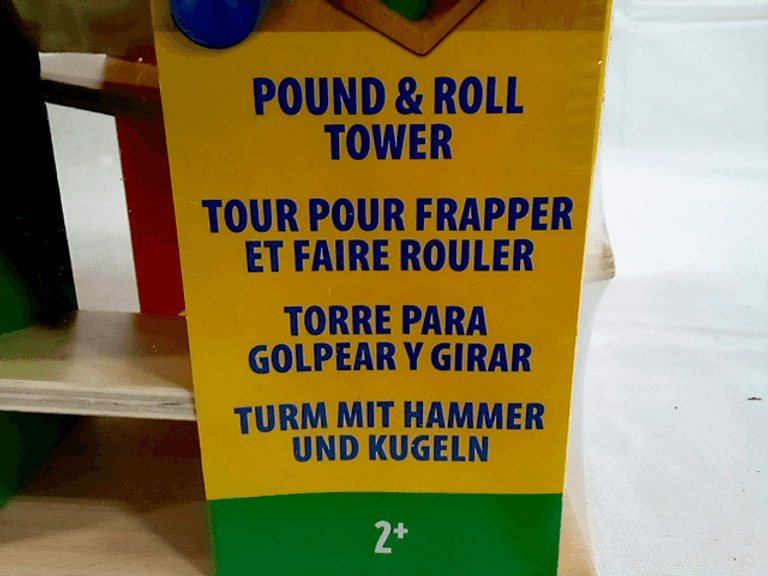 POUND & ROLL
TOWER
TOUR POUR FRAPPER
ET FAIRE ROULER
TORRE PARA
GOLPEAR Y GIRAR
TURM MIT HAMMER
UND KUGELN
2+